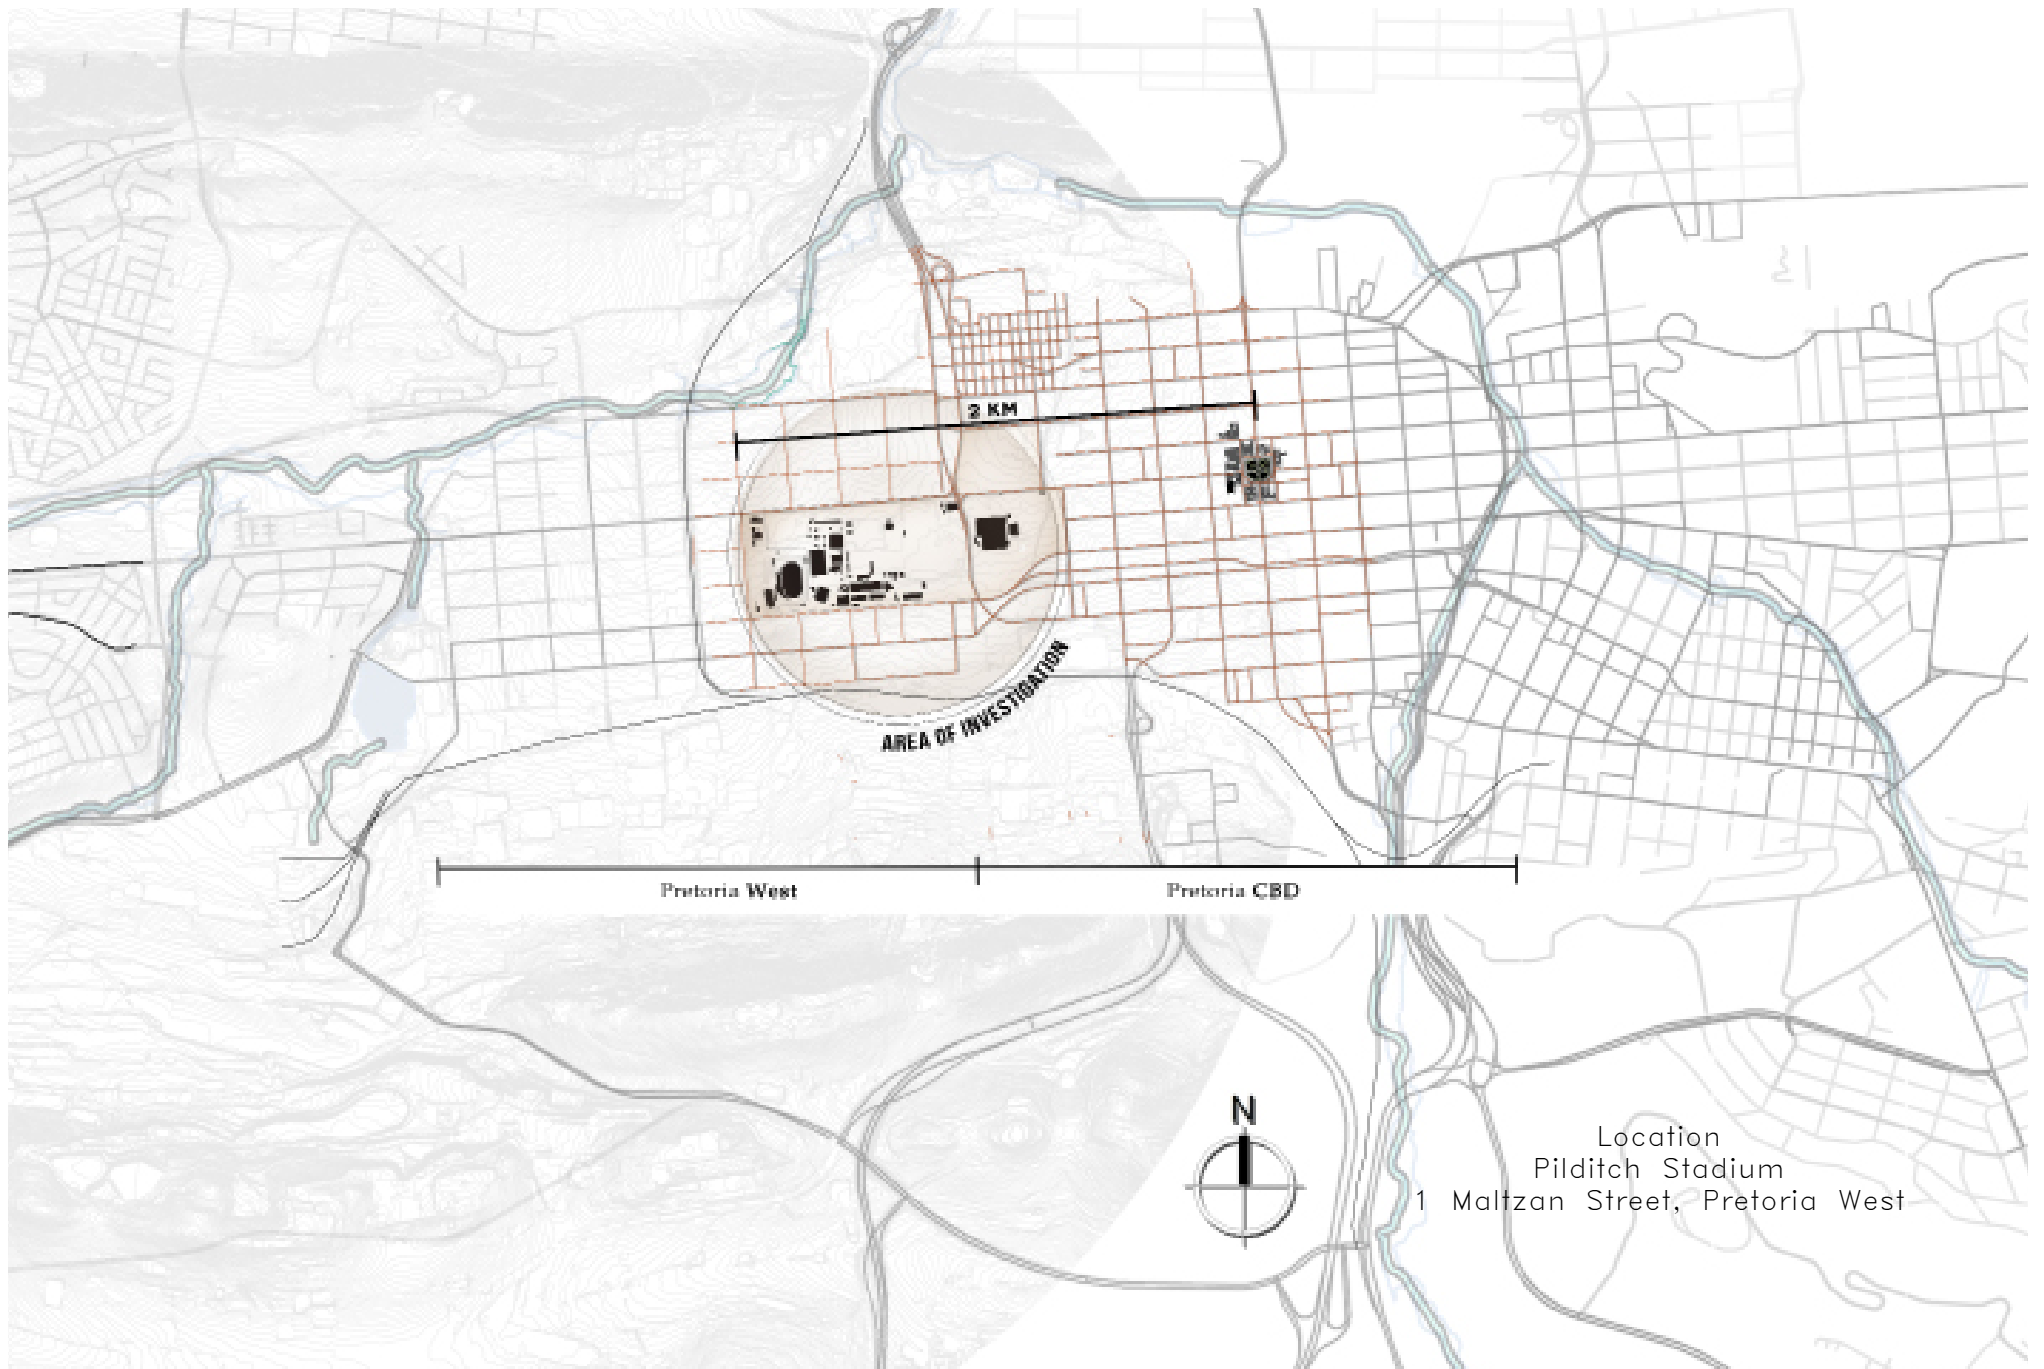 2 KM
AREA OF INVESTIGATION
Pretoria West
Pretoria CBD
N
Location
Pilditch Stadium
1 Maltzan Street, Pretoria West